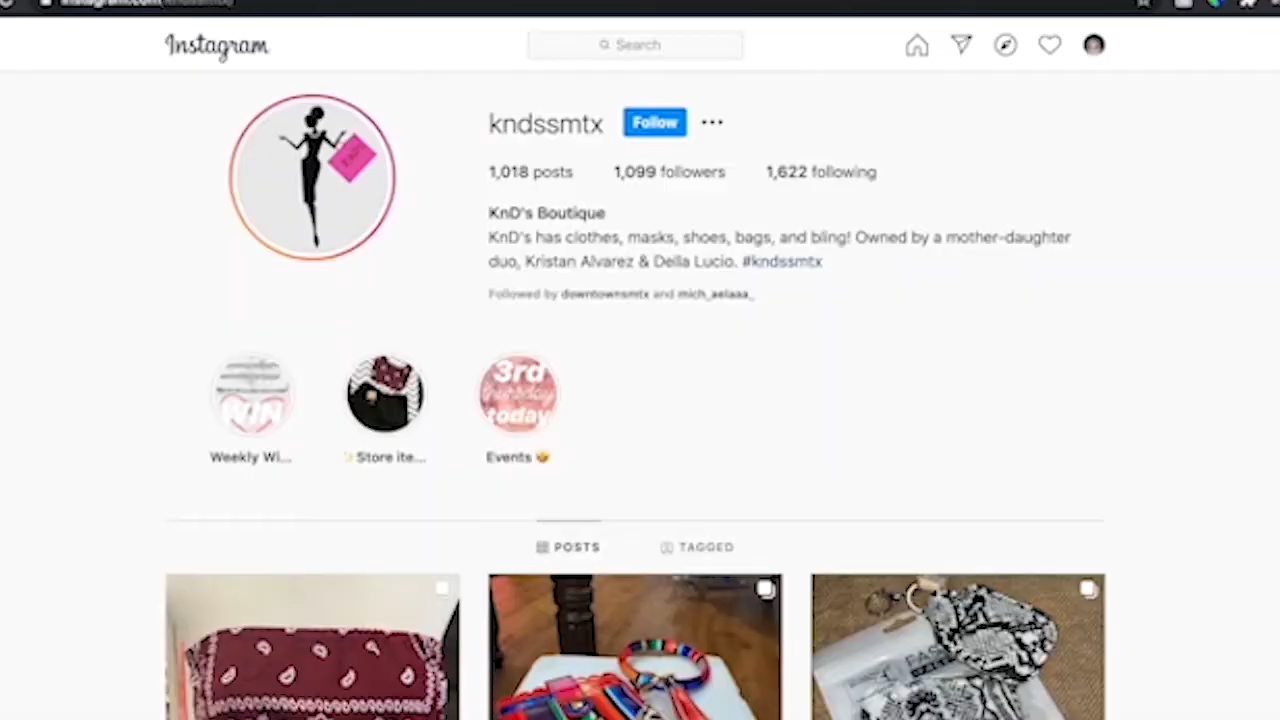 Instagram
Search
kndssmtx
Follow
1,018 posts 1,099 followers 1,622 following
KnD's Boutique
KnD's has clothes, masks, shoes, bags, and bling! Owned by a mother-daughter
duo, Kristan Alvarez & Della Lucio. #kndssmtx
Followed by downtownsmtx and mich_aelaaa_
WIN
3rd
today
Weekly Wi...
✨Store ite...
Events 🤩
POSTS TAGGED